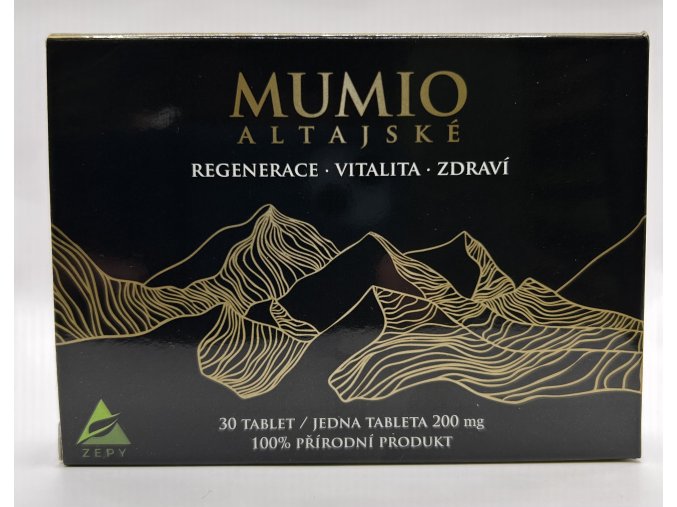 MUMIO
ALTAJSKÉ
REGENERACE · VITALITA · ZDRAVÍ
30 TABLET / JEDNA TABLETA 200 mg
100% PŘÍRODNÍ PRODUKT
ZEPY